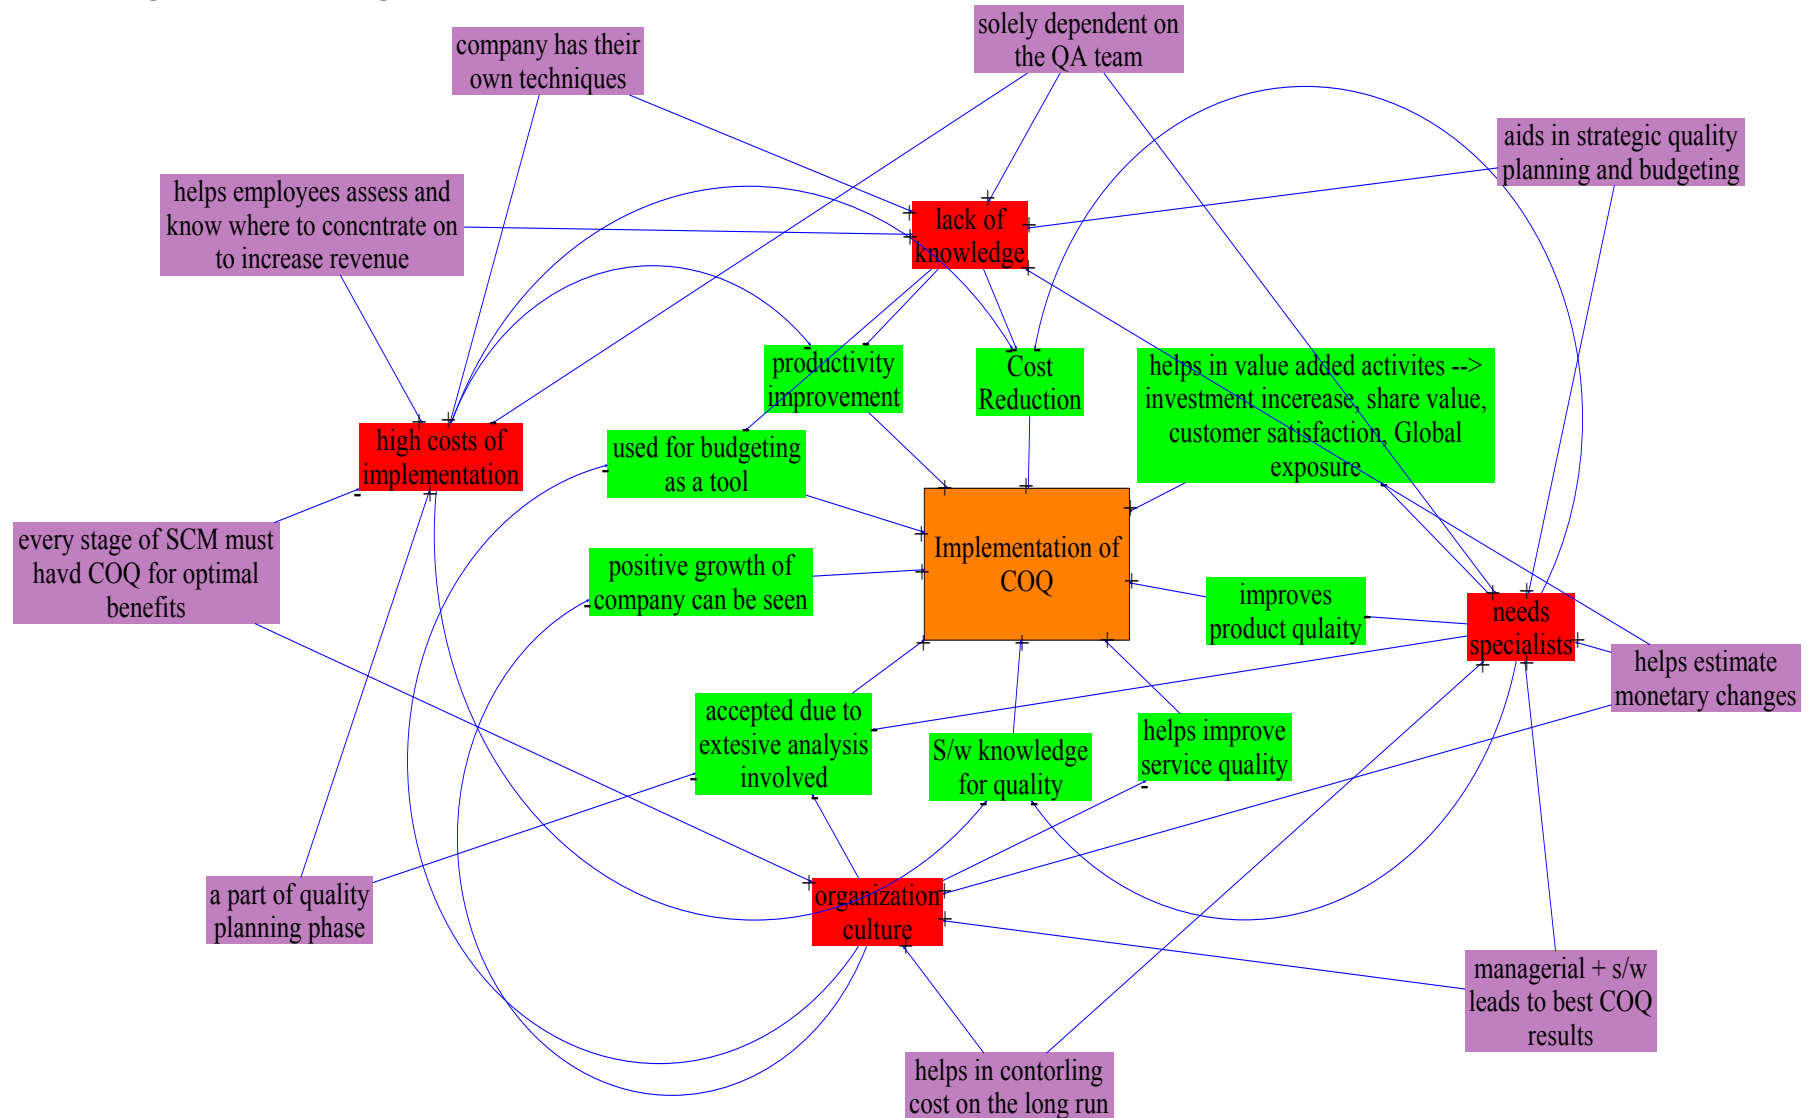 solely dependent on
the QA team
company has their
own techniques
aids in strategic quality
planning and budgeting
helps employees assess and
know where to concntrate on
to increase revenue
lack of
knowledge
productivity
improvement
Cost
Reduction
helps in value added activites -->
investment incerease, share value,
customer satisfaction, Global
exposure
high costs of
implementation
used for budgeting
as a tool
every stage of SCM must
havd COQ for optimal
benefits
positive growth of
company can be seen
Implementation of
COQ
improves
product qulaity
needs
specialists
helps estimate
monetary changes
accepted due to
extesive analysis
involved
S/w knowledge
for quality
helps improve
service quality
a part of quality
planning phase
organization
culture
managerial + s/w
leads to best COQ
results
helps in contorling
cost on the long run